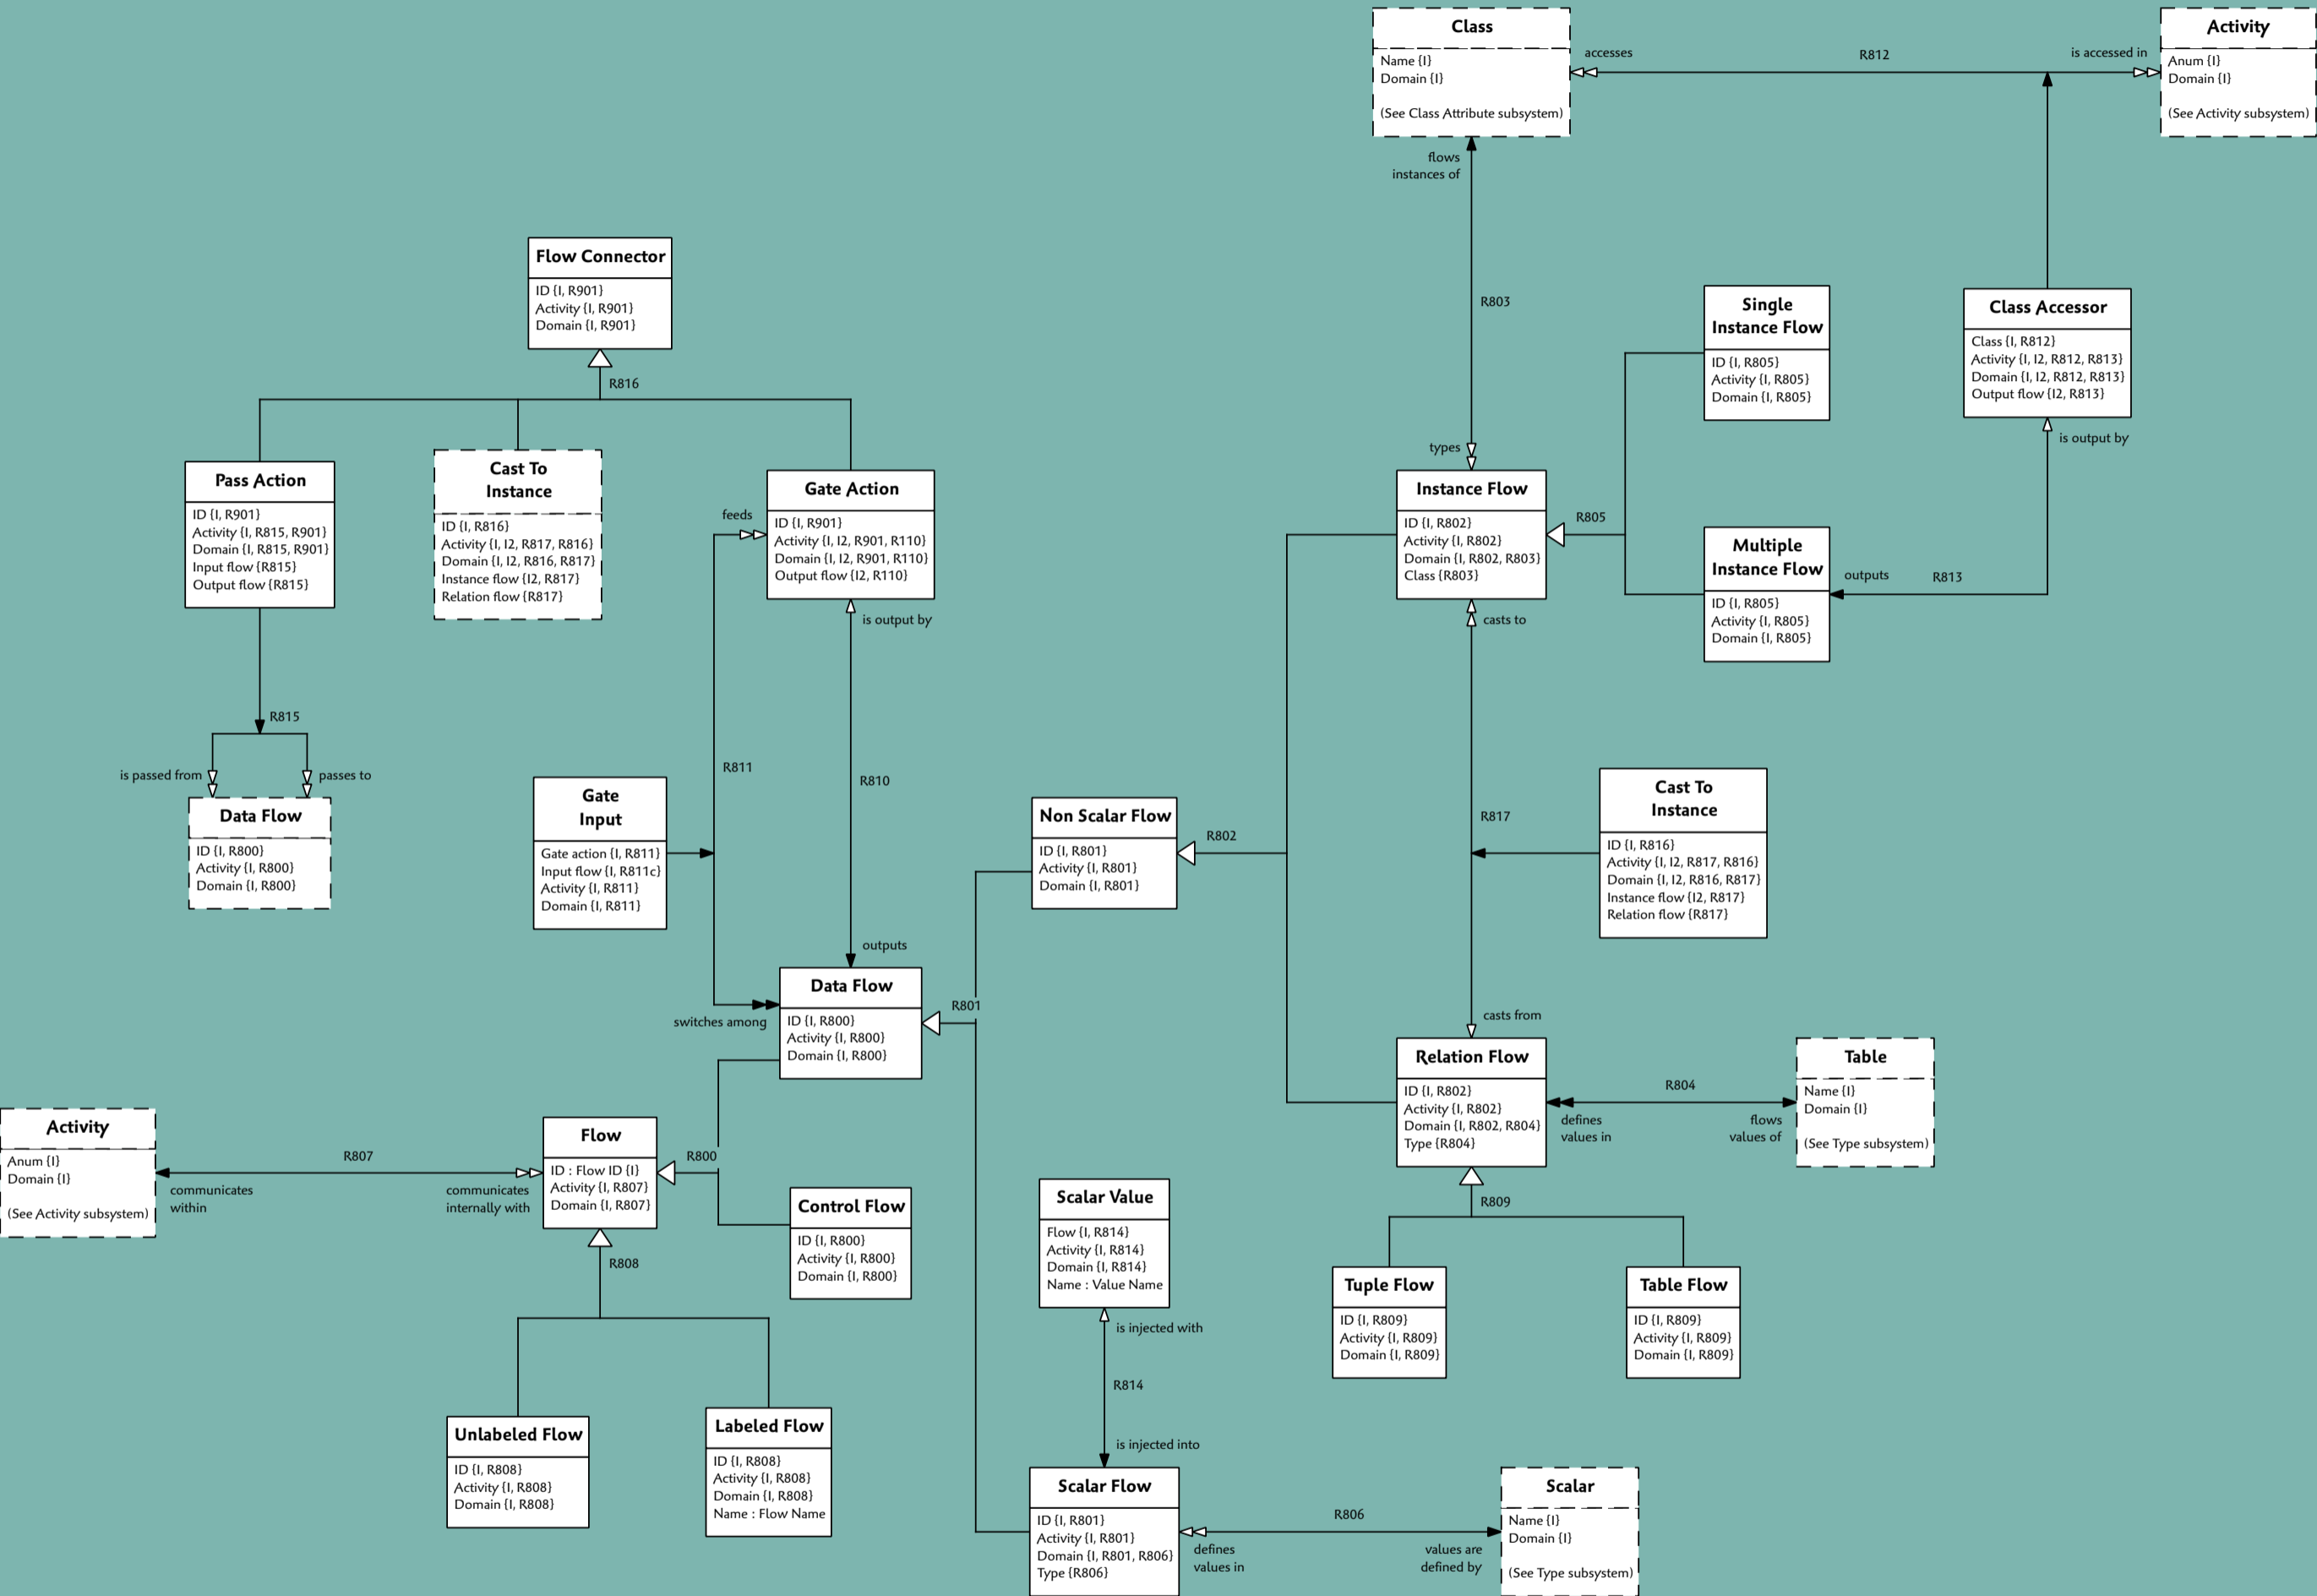 Class
Name {I}
Domain {I}
(See Class Attribute subsystem)
accesses
R812
is accessed in
Activity
Anum {I}
Domain {I}
(See Activity subsystem)
flows
instances of
R803
types
Flow Connector
ID {I, R901}
Activity {I, R901}
Domain {I, R901}
R816
Single
Instance Flow
ID {I, R805}
Activity {I, R805}
Domain {I, R805}
Class Accessor
Class {I, R812}
Activity {I, I2, R812, R813}
Domain {I, I2, R812, R813}
Output flow {I2, R813}
is output by
Pass Action
ID {I, R901}
Activity {I, R815, R901}
Domain {I, R815, R901}
Input flow {R815}
Output flow {R815}
Cast To
Instance
ID {I, R816}
Activity {I, I2, R817, R816}
Domain {I, I2, R816, R817}
Instance flow {I2, R817}
Relation flow {R817}
feeds
Gate Action
ID {I, R901}
Activity {I, I2, R901, R110}
Domain {I, I2, R901, R110}
Output flow {I2, R110}
is output by
Instance Flow
ID {I, R802}
Activity {I, R802}
Domain {I, R802, R803}
Class {R803}
casts to
R805
Multiple
Instance Flow
ID {I, R805}
Activity {I, R805}
Domain {I, R805}
outputs
R813
R815
is passed from
passes to
Data Flow
ID {I, R800}
Activity {I, R800}
Domain {I, R800}
R811
R810
Gate
Input
Gate action {I, R811}
Input flow {I, R811c}
Activity {I, R811}
Domain {I, R811}
Non Scalar Flow
ID {I, R801}
Activity {I, R801}
Domain {I, R801}
R802
R817
Cast To
Instance
ID {I, R816}
Activity {I, I2, R817, R816}
Domain {I, I2, R816, R817}
Instance flow {I2, R817}
Relation flow {R817}
outputs
switches among
Data Flow
ID {I, R800}
Activity {I, R800}
Domain {I, R800}
R801
casts from
Relation Flow
ID {I, R802}
Activity {I, R802}
Domain {I, R802, R804}
Type {R804}
R804
defines
values in
flows
values of
Table
Name {I}
Domain {I}
(See Type subsystem)
Activity
Anum {I}
Domain {I}
(See Activity subsystem)
R807
communicates
within
communicates
internally with
Flow
ID : Flow ID {I}
Activity {I, R807}
Domain {I, R807}
R800
Control Flow
ID {I, R800}
Activity {I, R800}
Domain {I, R800}
R808
Scalar Value
Flow {I, R814}
Activity {I, R814}
Domain {I, R814}
Name : Value Name
is injected with
R814
is injected into
R809
Tuple Flow
ID {I, R809}
Activity {I, R809}
Domain {I, R809}
Table Flow
ID {I, R809}
Activity {I, R809}
Domain {I, R809}
Unlabeled Flow
ID {I, R808}
Activity {I, R808}
Domain {I, R808}
Labeled Flow
ID {I, R808}
Activity {I, R808}
Domain {I, R808}
Name : Flow Name
Scalar Flow
ID {I, R801}
Activity {I, R801}
Domain {I, R801, R806}
Type {R806}
R806
defines
values in
values are
defined by
Scalar
Name {I}
Domain {I}
(See Type subsystem)